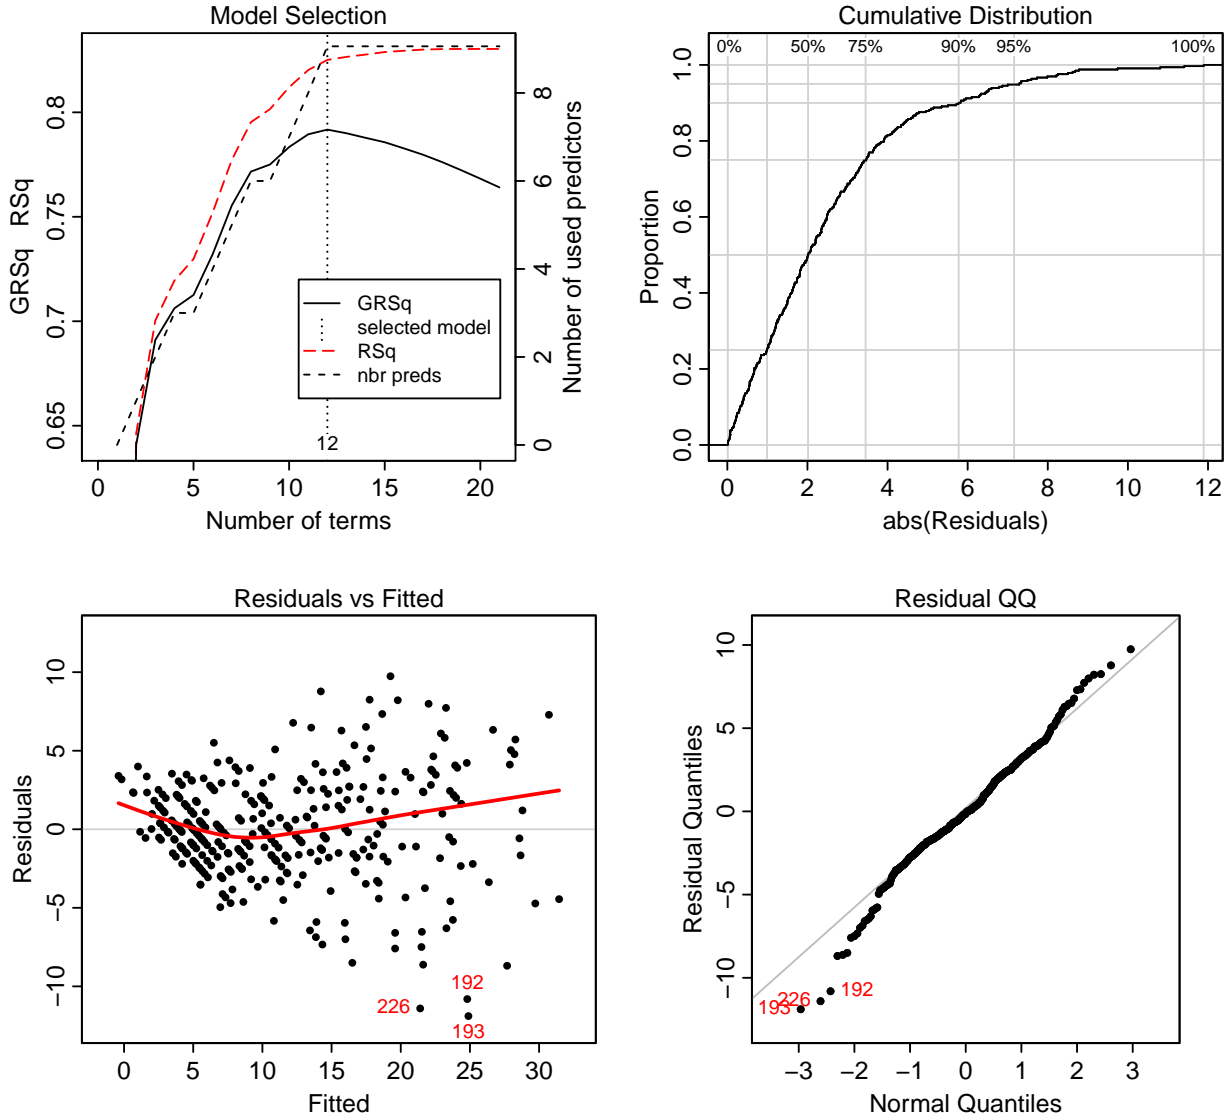 Model Selection
GRSq RSq
0.65 0.7 0.75 0.8
0 2 4 6 8
Number of used predictors
GRSq
selected model
RSq
nbr preds
12
0 5 10 15 20
Number of terms
Cumulative Distribution
0% 50% 75% 90% 95% 100%
Proportion
0.0 0.2 0.4 0.6 0.8 1.0
0 2 4 6 8 10 12
abs(Residuals)
Residuals vs Fitted
Residuals
−10 −5 0 5 10
192
226
193
0 5 10 15 20 25 30
Fitted
Residual QQ
Residual Quantiles
−10 −5 0 5 10
192
226
193
−3 −2 −1 0 1 2 3
Normal Quantiles